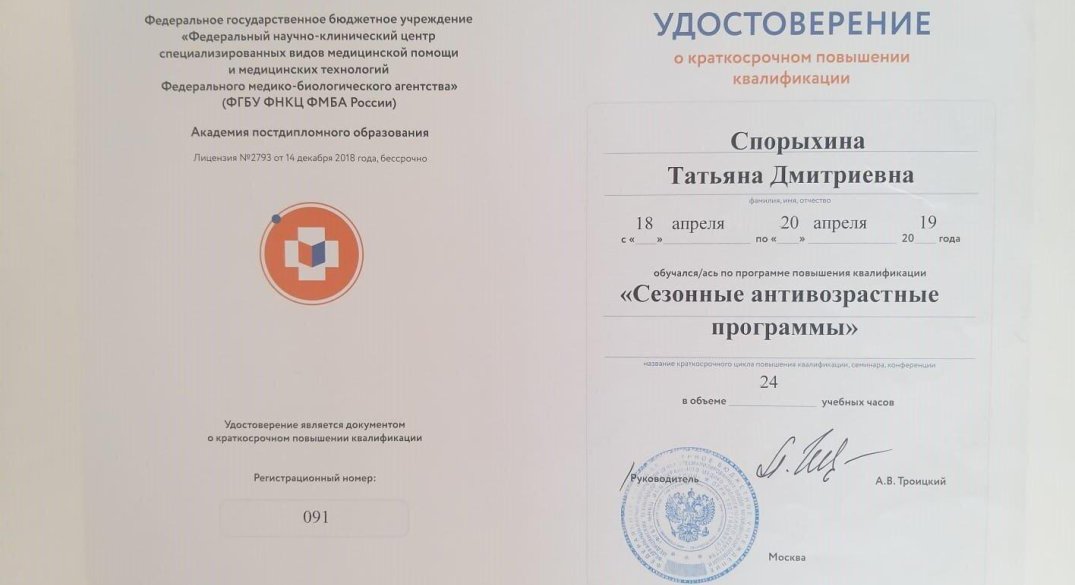 Федеральное государственное бюджетное учреждение
«Федеральный научно-клинический центр
специализированных видов медицинской помощи
и медицинских технологий
Федерального медико-биологического агентства»
(ФГБУ ФНКЦ ФМБА России)
Академия постдипломного образования
Лицензия №2793 от 14 декабря 2018 года, бессрочно
Удостоверение является документом
о краткосрочном повышении квалификации
Регистрационный номер:
091
УДОСТОВЕРЕНИЕ
о краткосрочном повышении
квалификации
Спорыхина
Татьяна Дмитриевна
фамилия, имя, отчество
с «18» апреля по «20» апреля 2019 года
обучался/ась по программе повышения квалификации
«Сезонные антивозрастные
программы»
название краткосрочного цикла повышения квалификации, семинара, конференции
в объеме 24 учебных часов
Руководитель
А.В. Троицкий
Москва